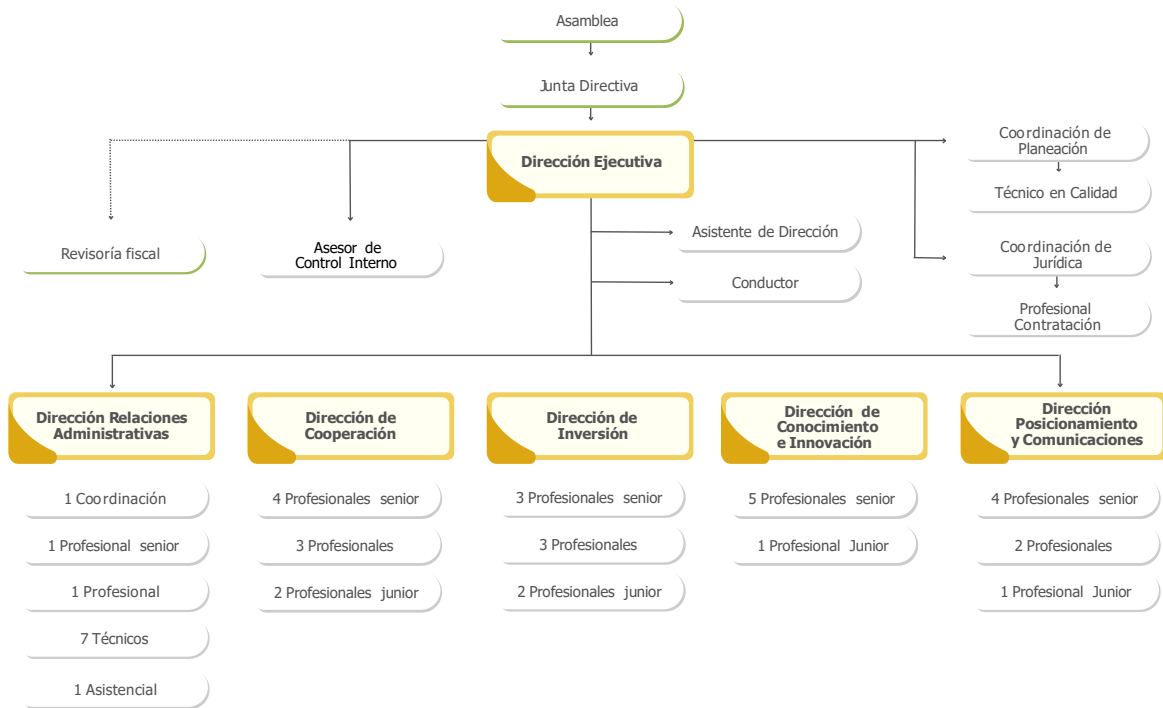 Asamblea
Junta Directiva
Dirección Ejecutiva
Coordinación de
Planeación
Técnico en Calidad
Revisoría fiscal
Asesor de
Control Interno
Asistente de Dirección
Conductor
Coordinación de
Jurídica
Profesional
Contratación
Dirección Relaciones
Administrativas
1 Coordinación
1 Profesional senior
1 Profesional
7 Técnicos
1 Asistencial
Dirección de
Cooperación
4 Profesionales senior
3 Profesionales
2 Profesionales junior
Dirección de
Inversión
3 Profesionales senior
3 Profesionales
2 Profesionales junior
Dirección de
Conocimiento
e Innovación
5 Profesionales senior
1 Profesional Junior
Dirección
Posicionamiento
y Comunicaciones
4 Profesionales senior
2 Profesionales
1 Profesional Junior